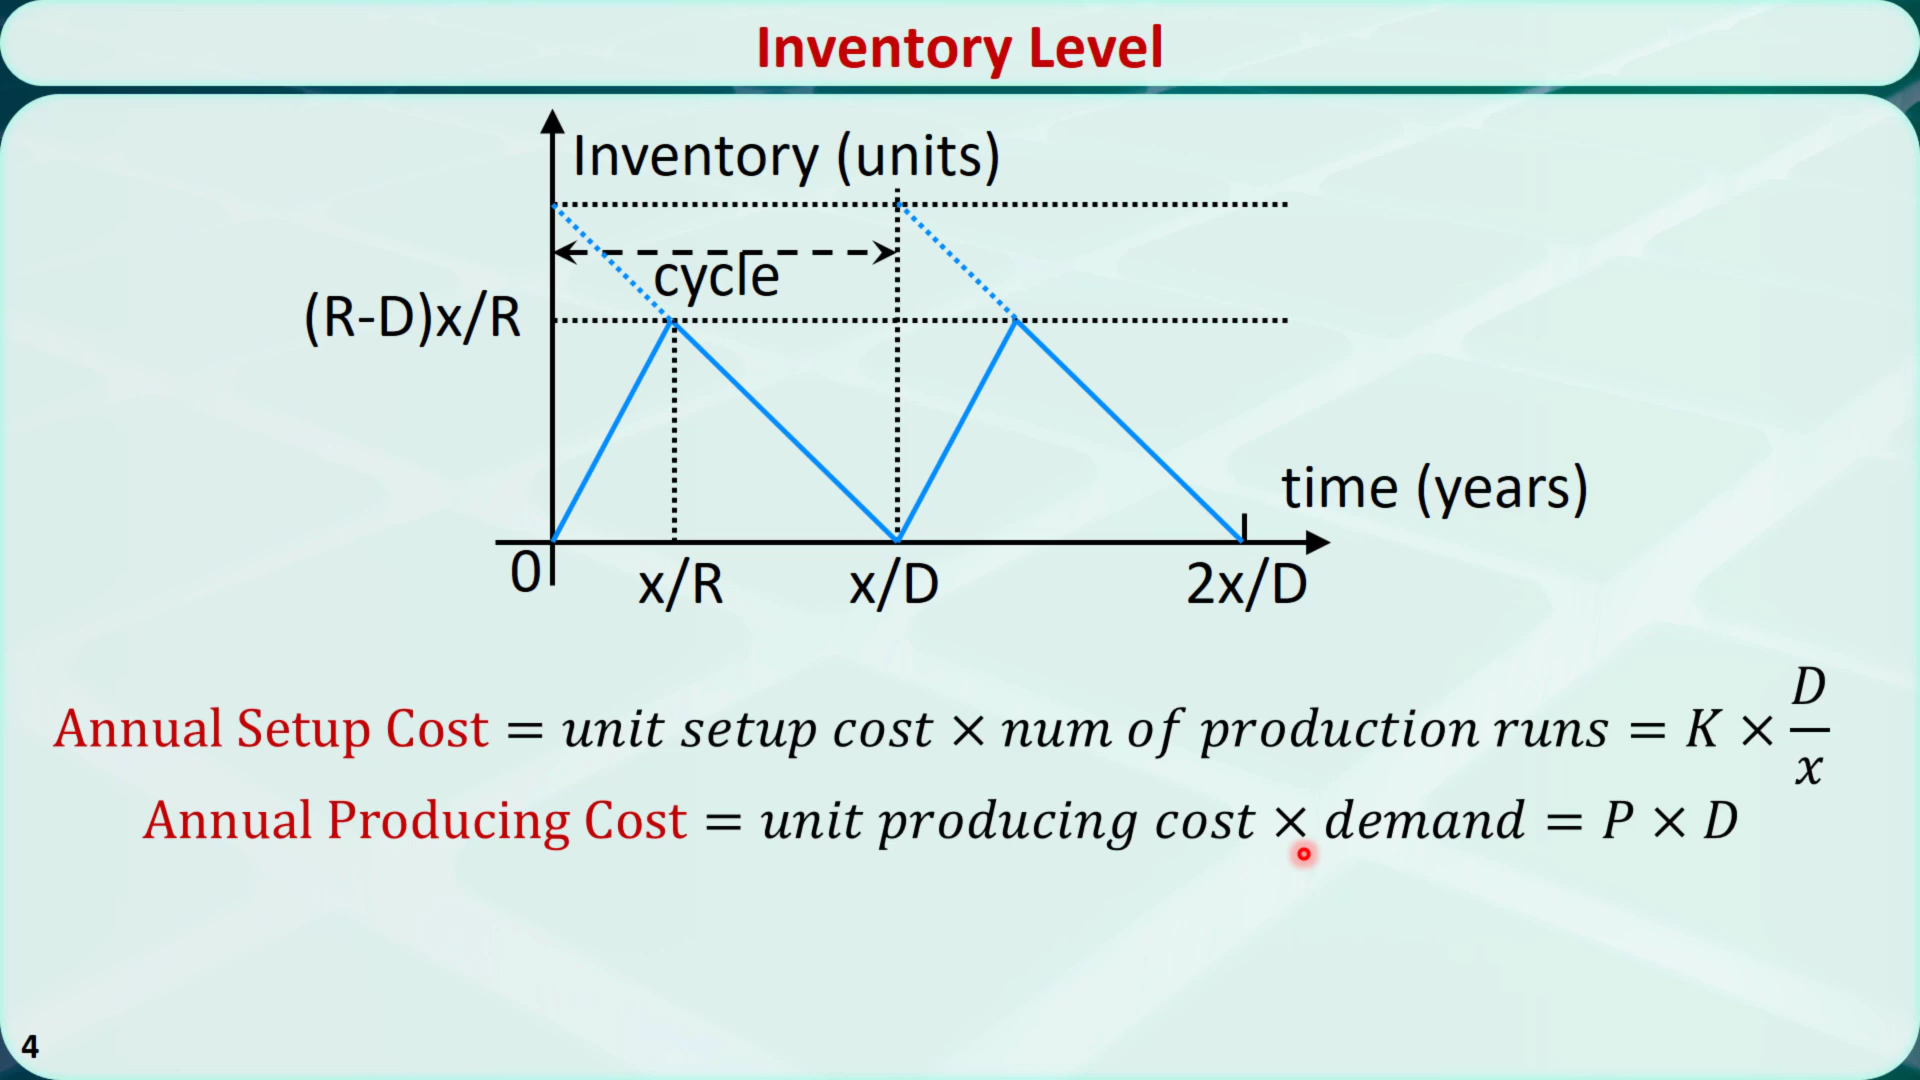 Inventory Level
Inventory (units)
cycle
(R-D)x/R
time (years)
0 x/R x/D 2x/D
Annual Setup Cost = unit setup cost × num of production runs = K × D/x
Annual Producing Cost = unit producing cost × demand = P × D
4